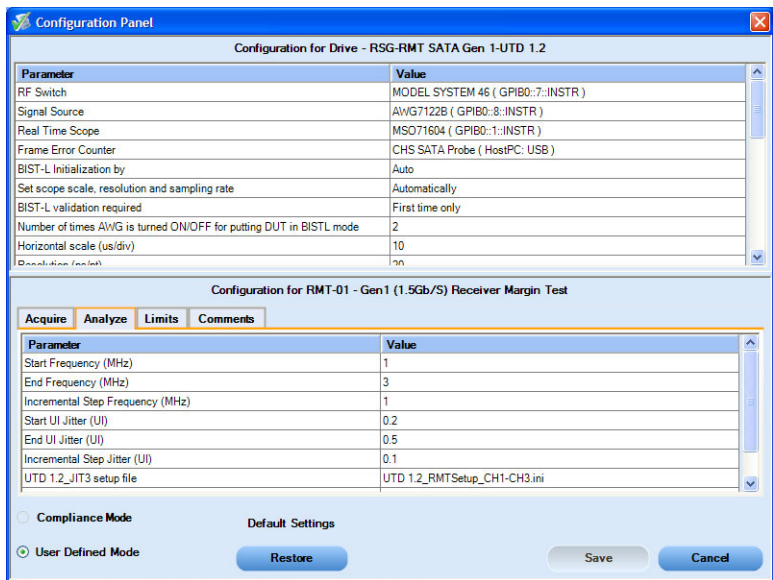 Configuration Panel
Configuration for Drive - RSG-RMT SATA Gen 1-UTD 1.2
Parameter Value
RF Switch MODEL SYSTEM 46 ( GPIB0::7::INSTR )
Signal Source AWG7122B ( GPIB0::8::INSTR )
Real Time Scope MSO71604 ( GPIB0::1::INSTR )
Frame Error Counter CHS SATA Probe ( HostPC: USB )
BIST-L Initialization by Auto
Set scope scale, resolution and sampling rate Automatically
BIST-L validation required First time only
Number of times AWG is turned ON/OFF for putting DUT in BISTL mode 2
Horizontal scale (us/div) 10
Resolution (ps/pt) 20
Configuration for RMT-01 - Gen1 (1.5Gb/S) Receiver Margin Test
Acquire Analyze Limits Comments
Parameter Value
Start Frequency (MHz) 1
End Frequency (MHz) 3
Incremental Step Frequency (MHz) 1
Start UI Jitter (UI) 0.2
End UI Jitter (UI) 0.5
Incremental Step Jitter (UI) 0.1
UTD 1.2_JIT3 setup file UTD 1.2_RMTSetup_CH1-CH3.ini
Compliance Mode Default Settings
User Defined Mode Restore Save Cancel